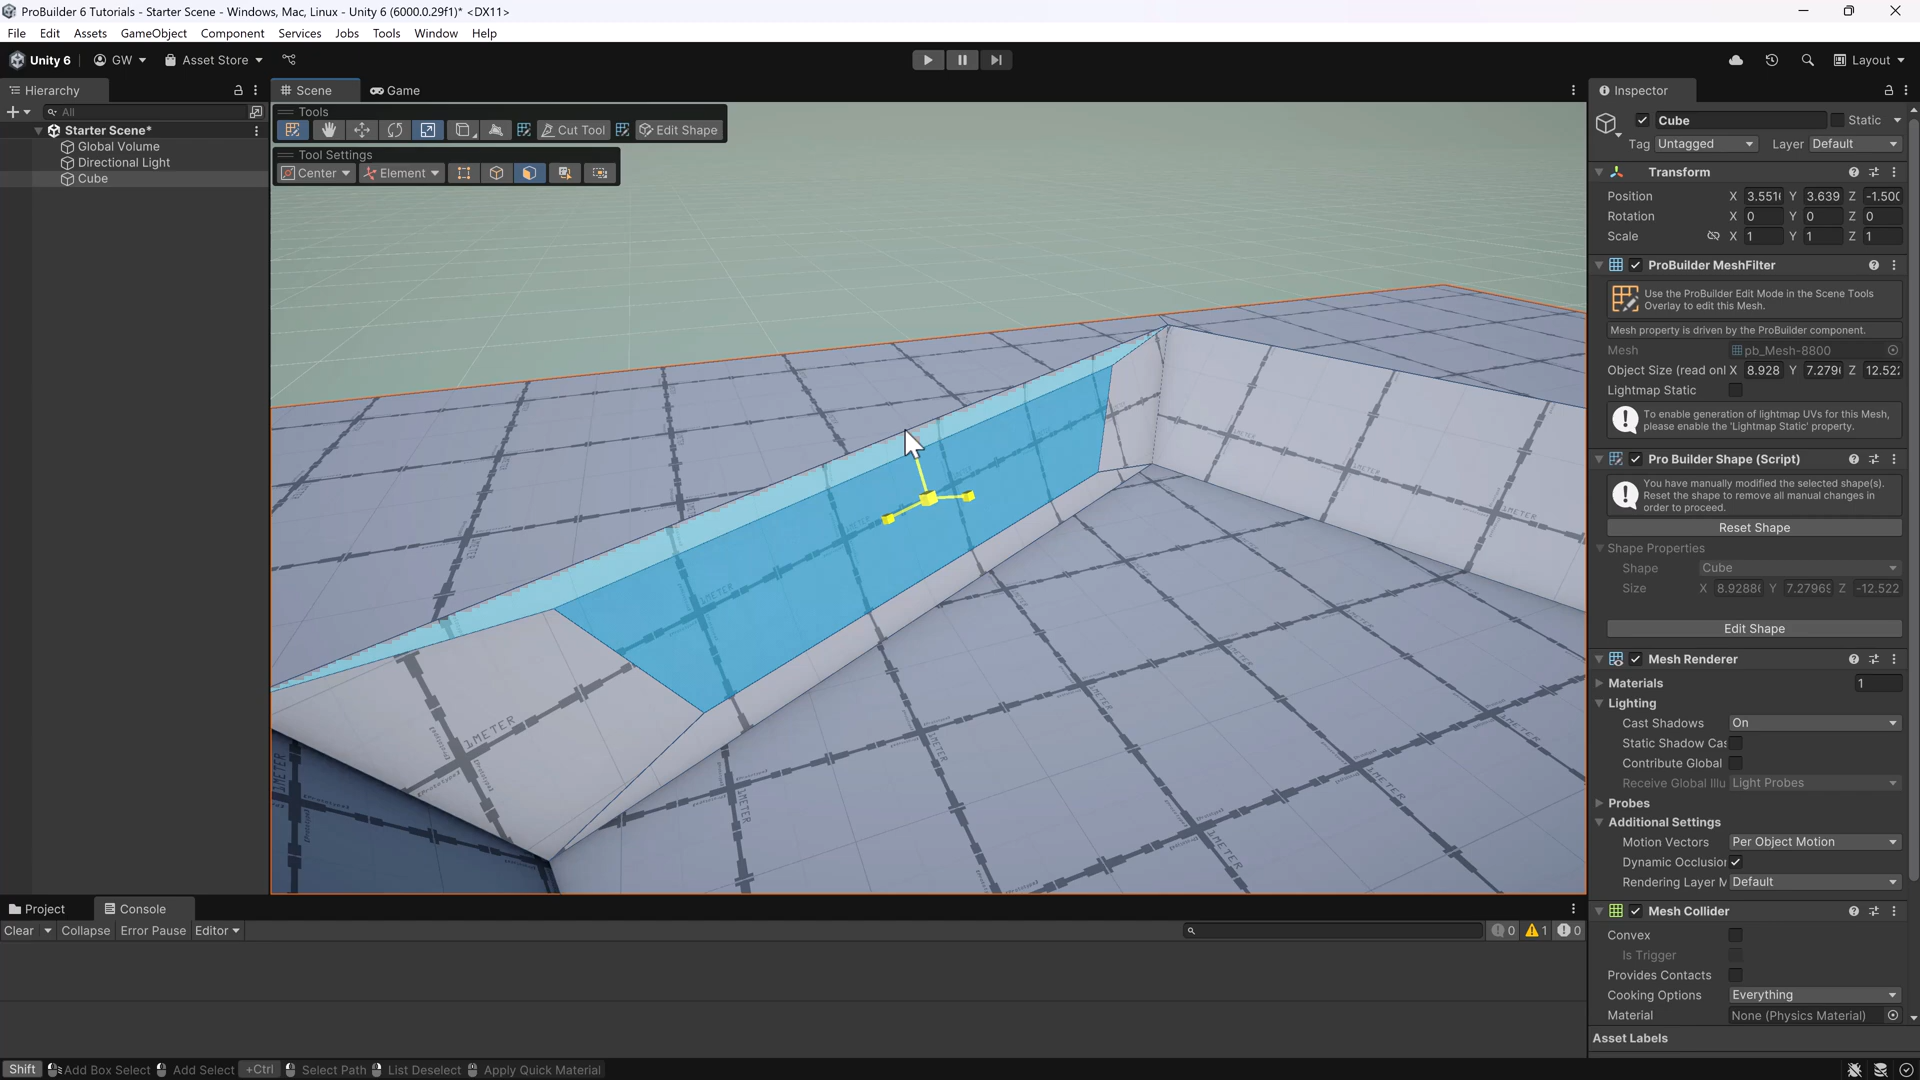 ProBuilder 6 Tutorials - Starter Scene - Windows, Mac, Linux - Unity 6 (6000.0.29f1)* <DX11>
File Edit Assets GameObject Component Services Jobs Tools Window Help
Unity 6 GW Asset Store Layout
Hierarchy
All
Starter Scene*
Global Volume
Directional Light
Cube
Scene Game
Tools
Cut Tool Edit Shape
Tool Settings
Center Element
1METER
1METER
1METER
1METER
1METER
1METER
1METER
Inspector
Cube Static
Tag Untagged Layer Default
Transform
Position X 3.551 Y 3.639 Z -1.500
Rotation X 0 Y 0 Z 0
Scale X 1 Y 1 Z 1
ProBuilder MeshFilter
Use the ProBuilder Edit Mode in the Scene Tools
Overlay to edit this Mesh.
Mesh property is driven by the ProBuilder component.
Mesh pb_Mesh-8800
Object Size (read onl X 8.928 Y 7.279 Z 12.522
Lightmap Static
To enable generation of lightmap UVs for this Mesh,
please enable the 'Lightmap Static' property.
Pro Builder Shape (Script)
You have manually modified the selected shape(s).
Reset the shape to remove all manual changes in
order to proceed.
Reset Shape
Shape Properties
Shape Cube
Size X 8.9288 Y 7.2796 Z -12.522
Edit Shape
Mesh Renderer
Materials 1
Lighting
Cast Shadows On
Static Shadow Cas
Contribute Global
Receive Global Illu Light Probes
Probes
Additional Settings
Motion Vectors Per Object Motion
Dynamic Occlusion
Rendering Layer M Default
Mesh Collider
Convex
Is Trigger
Provides Contacts
Cooking Options Everything
Material None (Physics Material)
Asset Labels
Project Console
Clear Collapse Error Pause Editor 0 1 0
Shift Add Box Select Add Select +Ctrl Select Path List Deselect Apply Quick Material